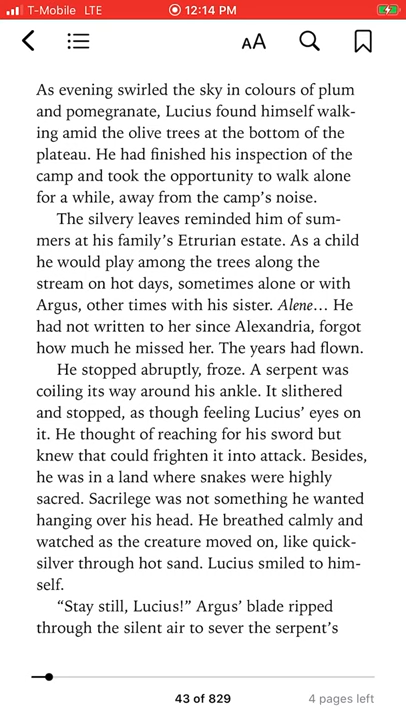 T-Mobile LTE 12:14 PM
AA
As evening swirled the sky in colours of plum
and pomegranate, Lucius found himself walk-
ing amid the olive trees at the bottom of the
plateau. He had finished his inspection of the
camp and took the opportunity to walk alone
for a while, away from the camp's noise.
The silvery leaves reminded him of sum-
mers at his family's Etrurian estate. As a child
he would play among the trees along the
stream on hot days, sometimes alone or with
Argus, other times with his sister. Alene… He
had not written to her since Alexandria, forgot
how much he missed her. The years had flown.
He stopped abruptly, froze. A serpent was
coiling its way around his ankle. It slithered
and stopped, as though feeling Lucius' eyes on
it. He thought of reaching for his sword but
knew that could frighten it into attack. Besides,
he was in a land where snakes were highly
sacred. Sacrilege was not something he wanted
hanging over his head. He breathed calmly and
watched as the creature moved on, like quick-
silver through hot sand. Lucius smiled to him-
self.
“Stay still, Lucius!” Argus' blade ripped
through the silent air to sever the serpent's
43 of 829 4 pages left